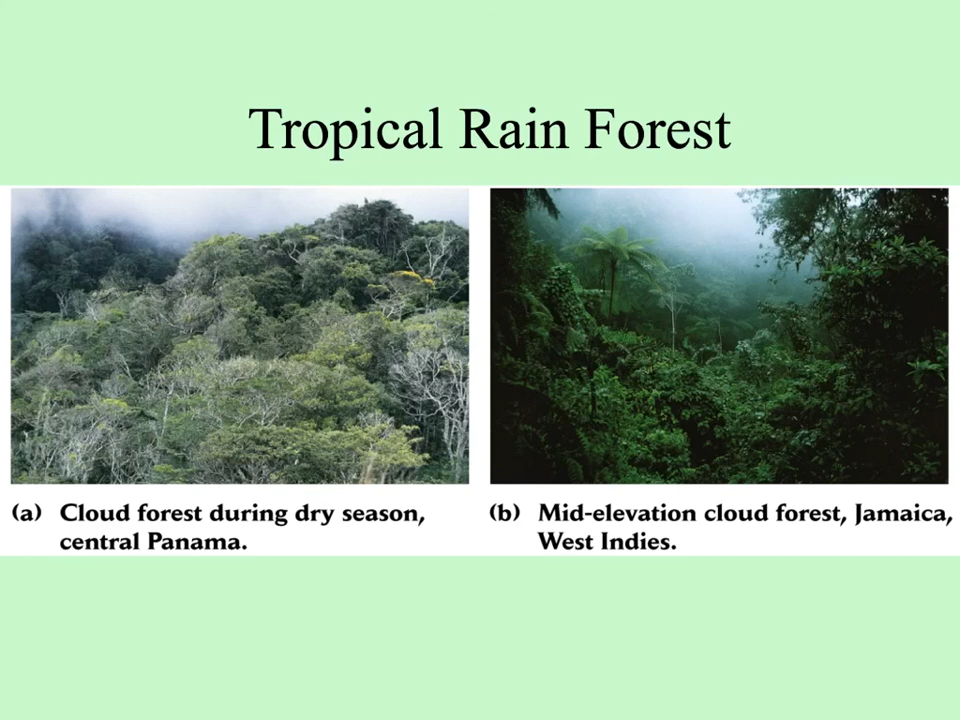 Tropical Rain Forest
(a) Cloud forest during dry season,
central Panama.
(b) Mid-elevation cloud forest, Jamaica,
West Indies.